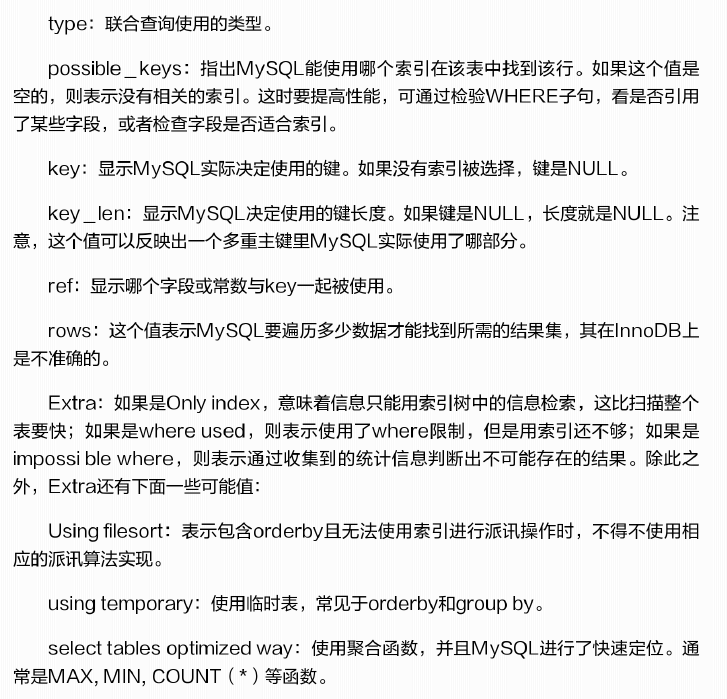 type：联合查询使用的类型。
possible_keys：指出MySQL能使用哪个索引在该表中找到该行。如果这个值是
空的，则表示没有相关的索引。这时要提高性能，可通过检验WHERE子句，看是否引用
了某些字段，或者检查字段是否适合索引。
key：显示MySQL实际决定使用的键。如果没有索引被选择，键是NULL。
key_len：显示MySQL决定使用的键长度。如果键是NULL，长度就是NULL。注
意，这个值可以反映出一个多重主键里MySQL实际使用了哪部分。
ref：显示哪个字段或常数与key一起被使用。
rows：这个值表示MySQL要遍历多少数据才能找到所需的结果集，其在InnoDB上
是不准确的。
Extra：如果是Only index，意味着信息只能用索引树中的信息检索，这比扫描整个
表要快；如果是where used，则表示使用了where限制，但是用索引还不够；如果是
impossi ble where，则表示通过收集到的统计信息判断出不可能存在的结果。除此之
外，Extra还有下面一些可能值：
Using filesort：表示包含orderby且无法使用索引进行派讯操作时，不得不使用相
应的派讯算法实现。
using temporary：使用临时表，常见于orderby和group by。
select tables optimized way：使用聚合函数，并且MySQL进行了快速定位。通
常是MAX, MIN, COUNT（*）等函数。